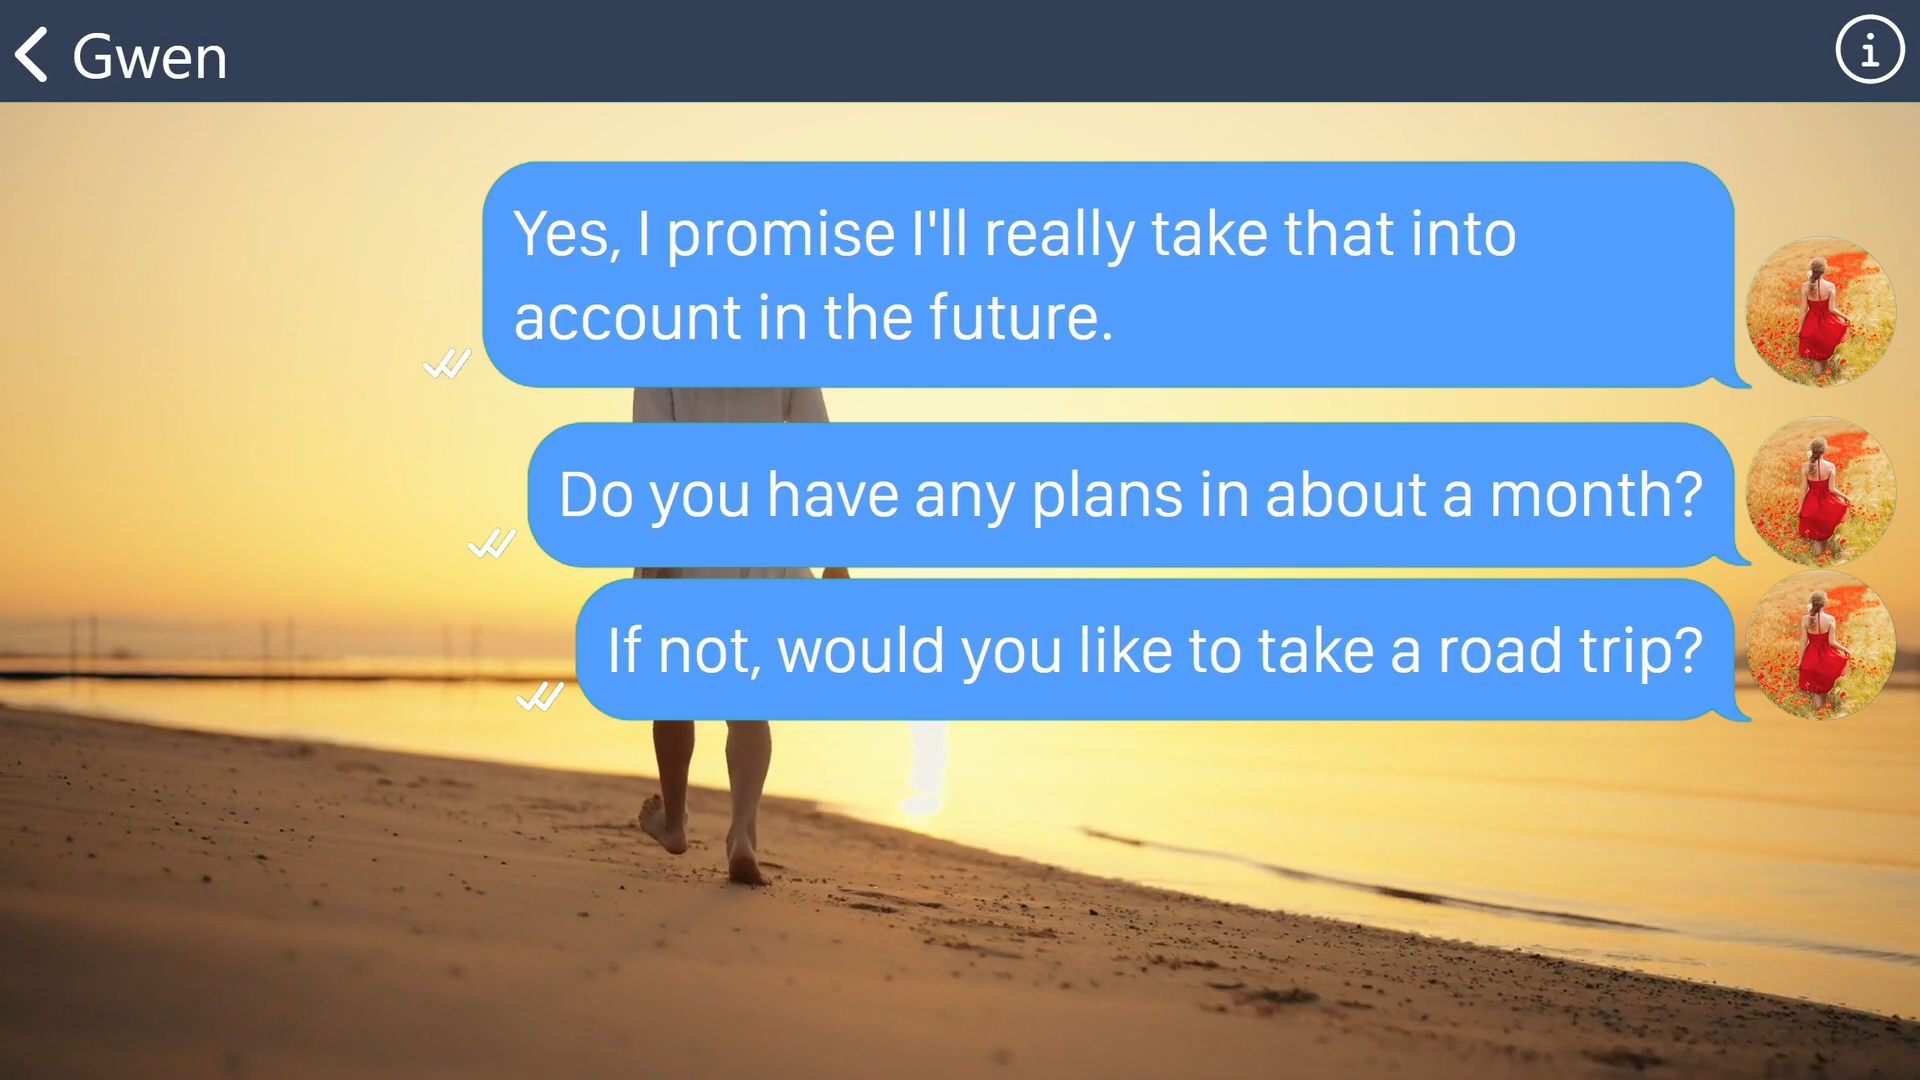 Gwen
Yes, I promise I'll really take that into
account in the future.
Do you have any plans in about a month?
If not, would you like to take a road trip?